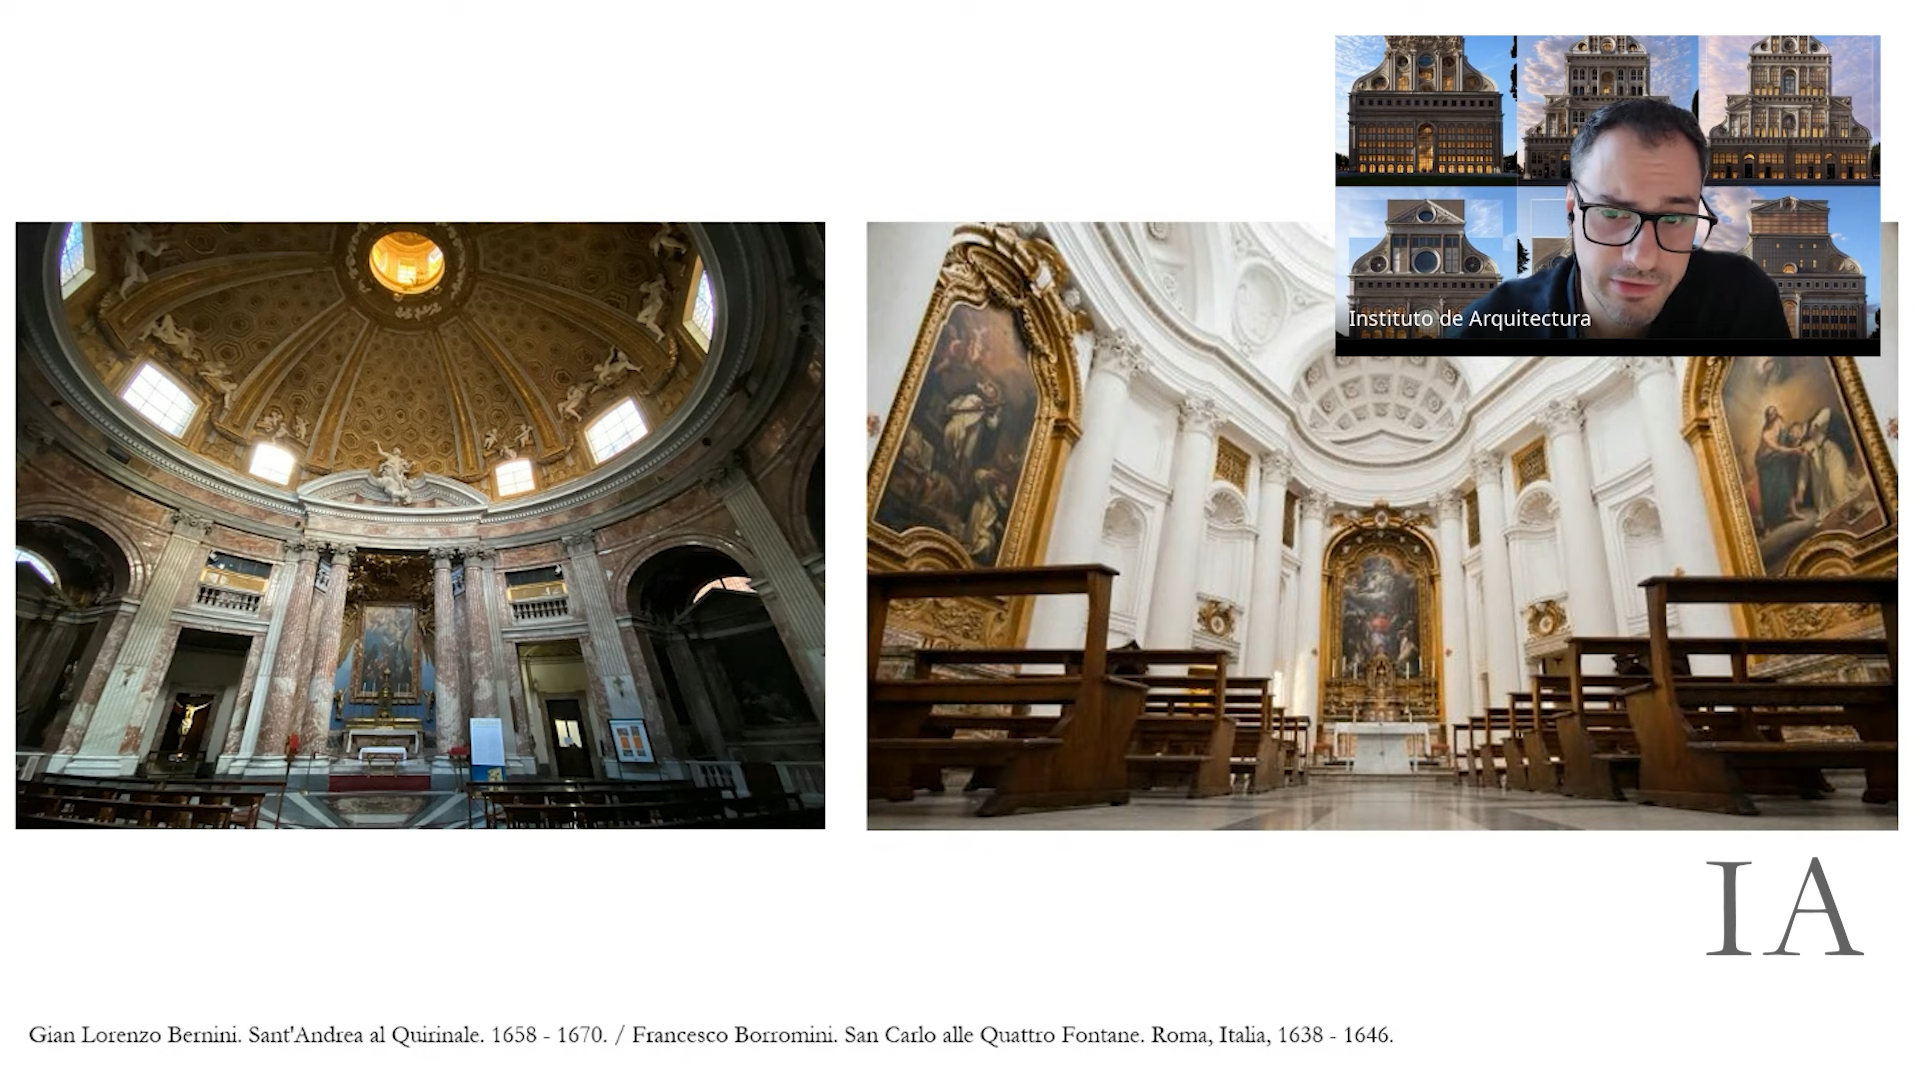 Instituto de Arquitectura
IA
Gian Lorenzo Bernini. Sant'Andrea al Quirinale. 1658 - 1670. / Francesco Borromini. San Carlo alle Quattro Fontane. Roma, Italia, 1638 - 1646.